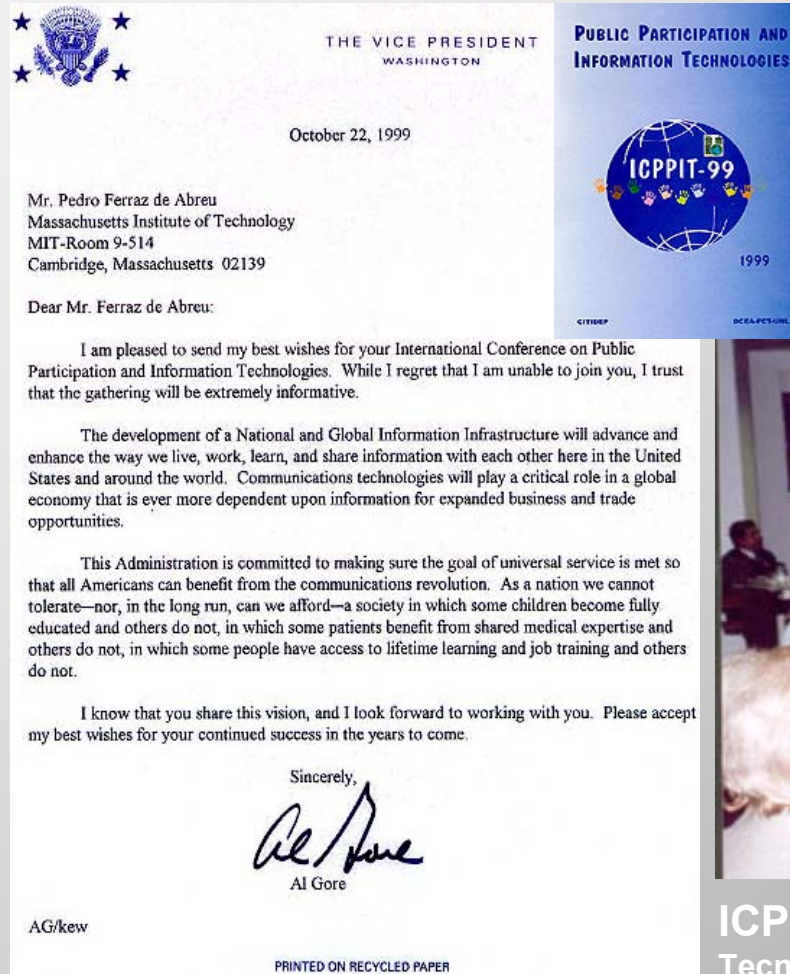 THE VICE PRESIDENT
WASHINGTON
October 22, 1999
Mr. Pedro Ferraz de Abreu
Massachusetts Institute of Technology
MIT-Room 9-514
Cambridge, Massachusetts 02139
Dear Mr. Ferraz de Abreu:
I am pleased to send my best wishes for your International Conference on Public
Participation and Information Technologies. While I regret that I am unable to join you, I trust
that the gathering will be extremely informative.
The development of a National and Global Information Infrastructure will advance and
enhance the way we live, work, learn, and share information with each other here in the United
States and around the world. Communications technologies will play a critical role in a global
economy that is ever more dependent upon information for expanded business and trade
opportunities.
This Administration is committed to making sure the goal of universal service is met so
that all Americans can benefit from the communications revolution. As a nation we cannot
tolerate—nor, in the long run, can we afford—a society in which some children become fully
educated and others do not, in which some patients benefit from shared medical expertise and
others do not, in which some people have access to lifetime learning and job training and others
do not.
I know that you share this vision, and I look forward to working with you. Please accept
my best wishes for your continued success in the years to come.
Sincerely,
Al Gore
Al Gore
AG/kew
PRINTED ON RECYCLED PAPER
PUBLIC PARTICIPATION AND
INFORMATION TECHNOLOGIES
ICPPIT-99
1999
CITIDEP
DCEA-FCT-UNL
ICP
Tecn